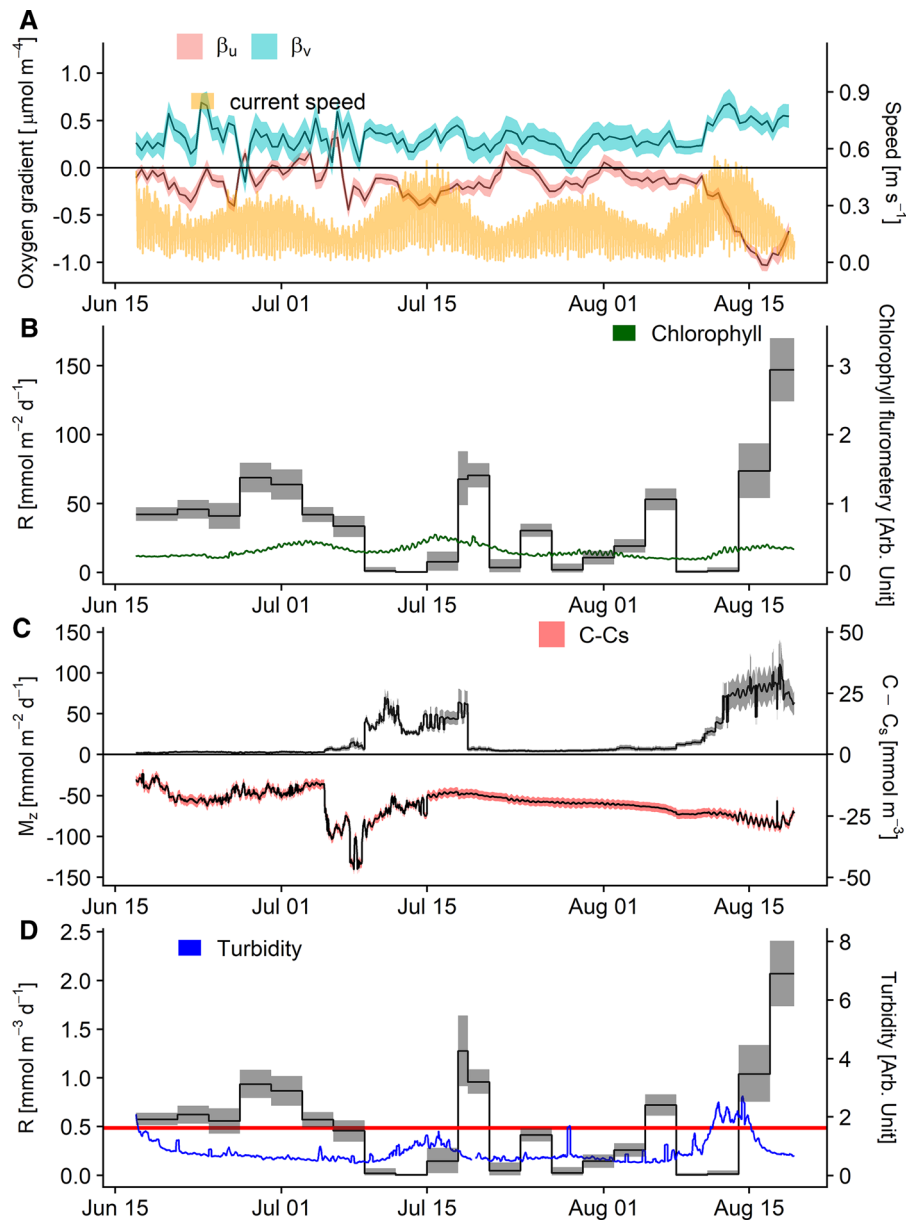 A
βu βv
current speed
Oxygen gradient [ μmol m−4]
1.0
0.5
0.0
-0.5
-1.0
0.9
0.6
0.3
0.0
Speed [m s−1]
Jun 15 Jul 01 Jul 15 Aug 01 Aug 15
B
Chlorophyll
R [mmol m−2 d−1]
150
100
50
0
3
2
1
0
Chlorophyll flurometery [Arb. Unit]
Jun 15 Jul 01 Jul 15 Aug 01 Aug 15
C
C-Cs
Mz [mmol m−2 d−1]
150
100
50
0
-50
-100
-150
50
25
0
-25
-50
C − Cs [mmol m−3]
Jun 15 Jul 01 Jul 15 Aug 01 Aug 15
D
Turbidity
R [mmol m−3 d−1]
2.5
2.0
1.5
1.0
0.5
0.0
8
6
4
2
0
Turbidity [Arb. Unit]
Jun 15 Jul 01 Jul 15 Aug 01 Aug 15